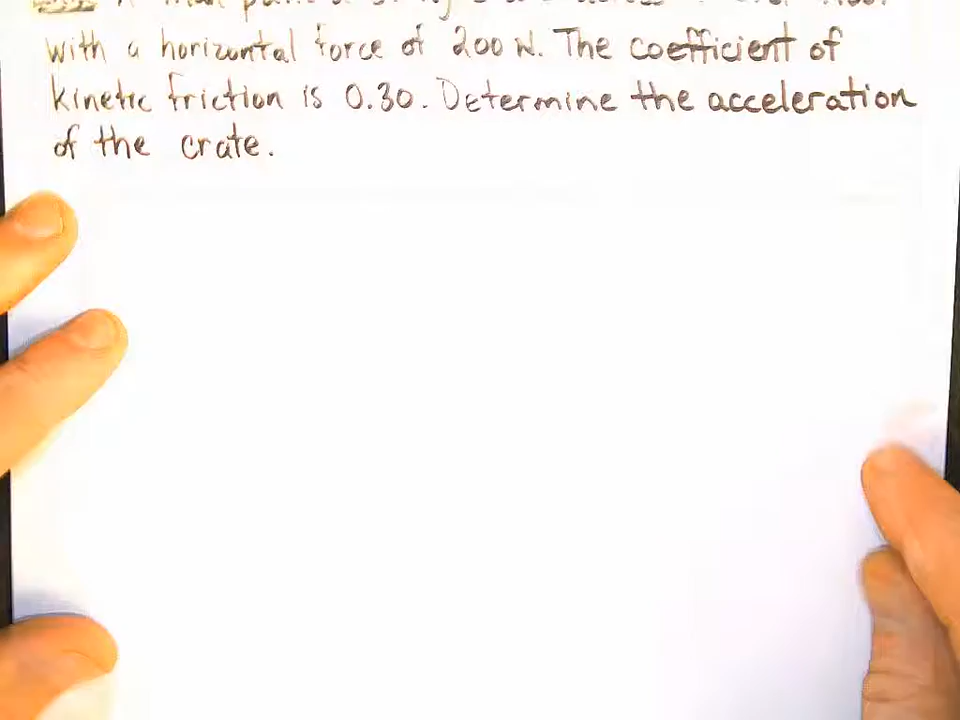 with a horizontal force of 200 N. The coefficient of
kinetic friction is 0.30. Determine the acceleration
of the crate.